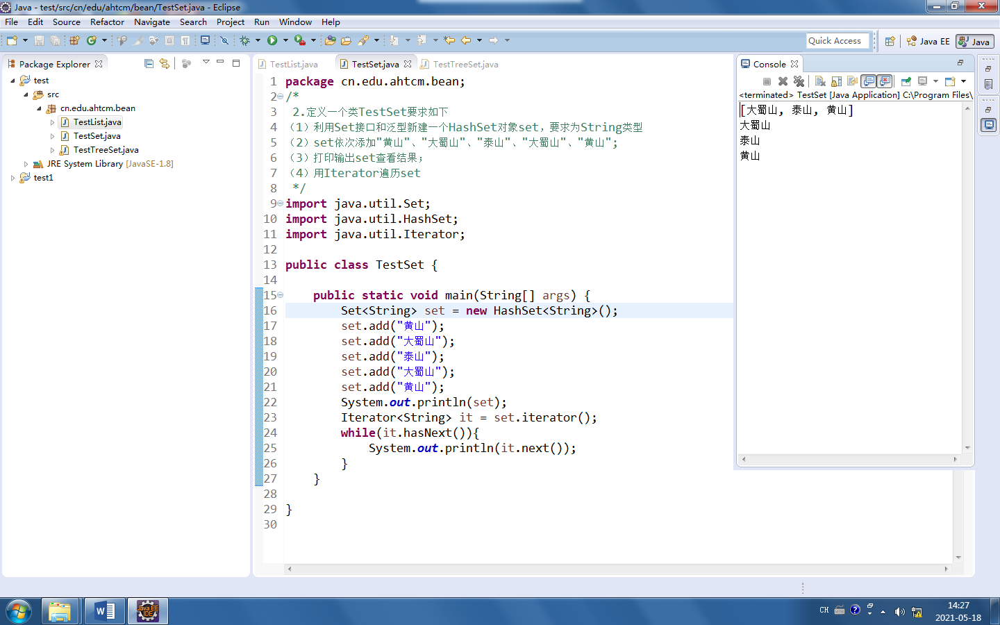 Java - test/src/cn/edu/ahtcm/bean/TestSet.java - Eclipse
File Edit Source Refactor Navigate Search Project Run Window Help
Quick Access
Java EE
Java
Package Explorer
test
src
cn.edu.ahtcm.bean
TestList.java
TestSet.java
TestTreeSet.java
JRE System Library [JavaSE-1.8]
test1
TestList.java
TestSet.java
TestTreeSet.java
1 package cn.edu.ahtcm.bean;
2 /*
3 2.定义一个类TestSet要求如下
4 （1）利用Set接口和泛型新建一个HashSet对象set，要求为String类型
5 （2）set依次添加"黄山"、"大蜀山"、"泰山"、"大蜀山"、"黄山";
6 （3）打印输出set查看结果；
7 （4）用Iterator遍历set
8 */
9 import java.util.Set;
10 import java.util.HashSet;
11 import java.util.Iterator;
12
13 public class TestSet {
14
15 public static void main(String[] args) {
16 Set<String> set = new HashSet<String>();
17 set.add("黄山");
18 set.add("大蜀山");
19 set.add("泰山");
20 set.add("大蜀山");
21 set.add("黄山");
22 System.out.println(set);
23 Iterator<String> it = set.iterator();
24 while(it.hasNext()){
25 System.out.println(it.next());
26 }
27 }
28
29 }
30
Console
<terminated> TestSet [Java Application] C:\Program Files\
[大蜀山, 泰山, 黄山]
大蜀山
泰山
黄山
Java EE
IDE
CH
14:27
2021-05-18